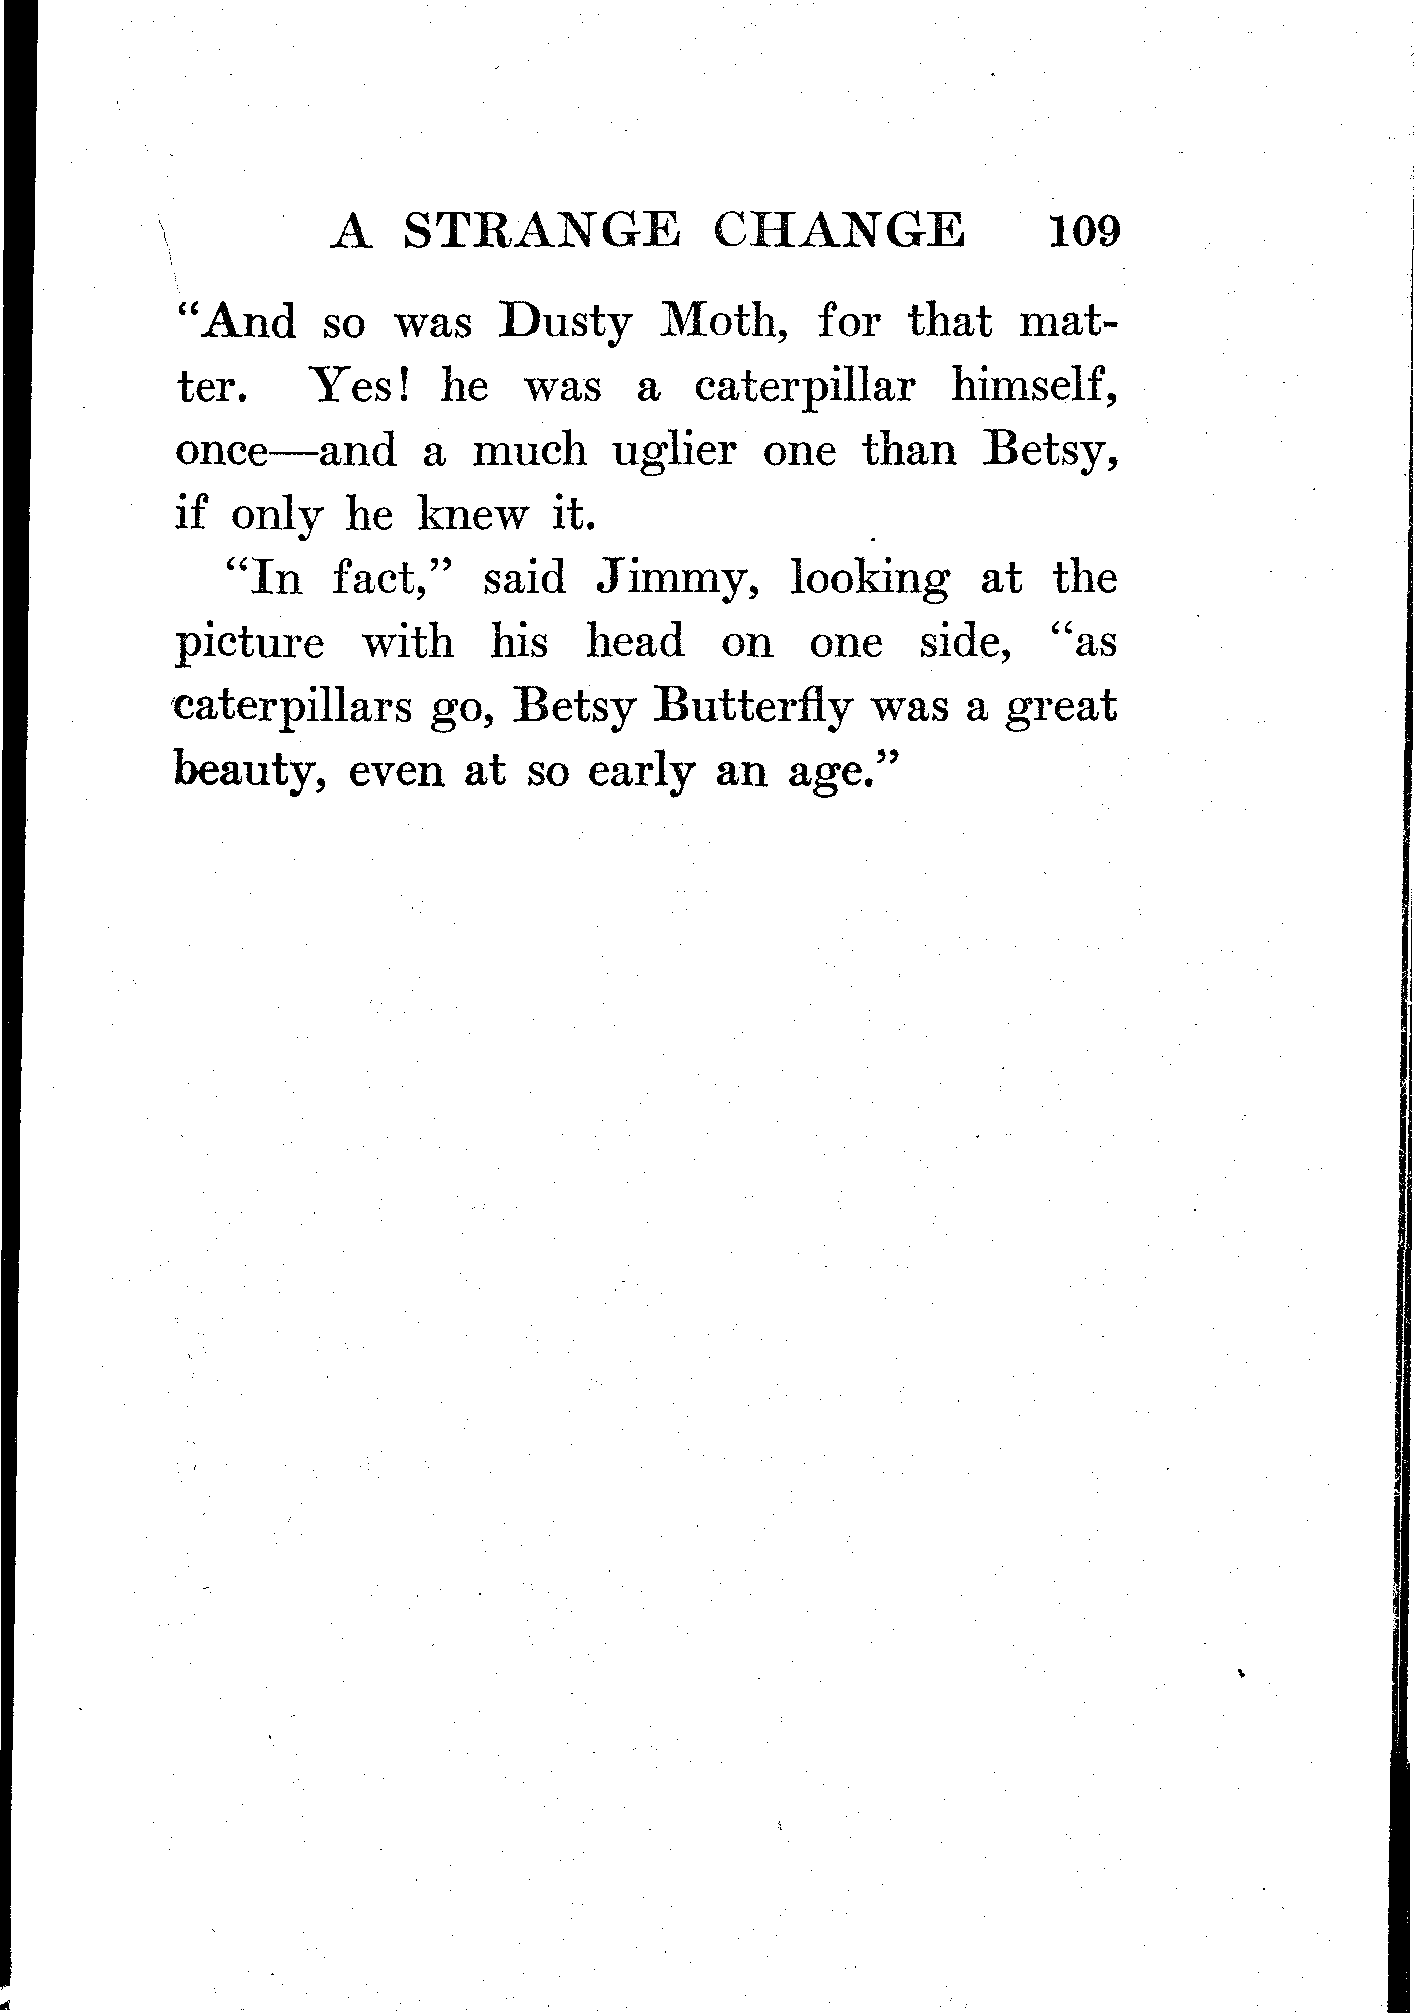 A STRANGE CHANGE 109
“And so was Dusty Moth, for that mat-
ter. Yes! he was a caterpillar himself,
once—and a much uglier one than Betsy,
if only he knew it.
“In fact,” said Jimmy, looking at the
picture with his head on one side, “as
caterpillars go, Betsy Butterfly was a great
beauty, even at so early an age.”